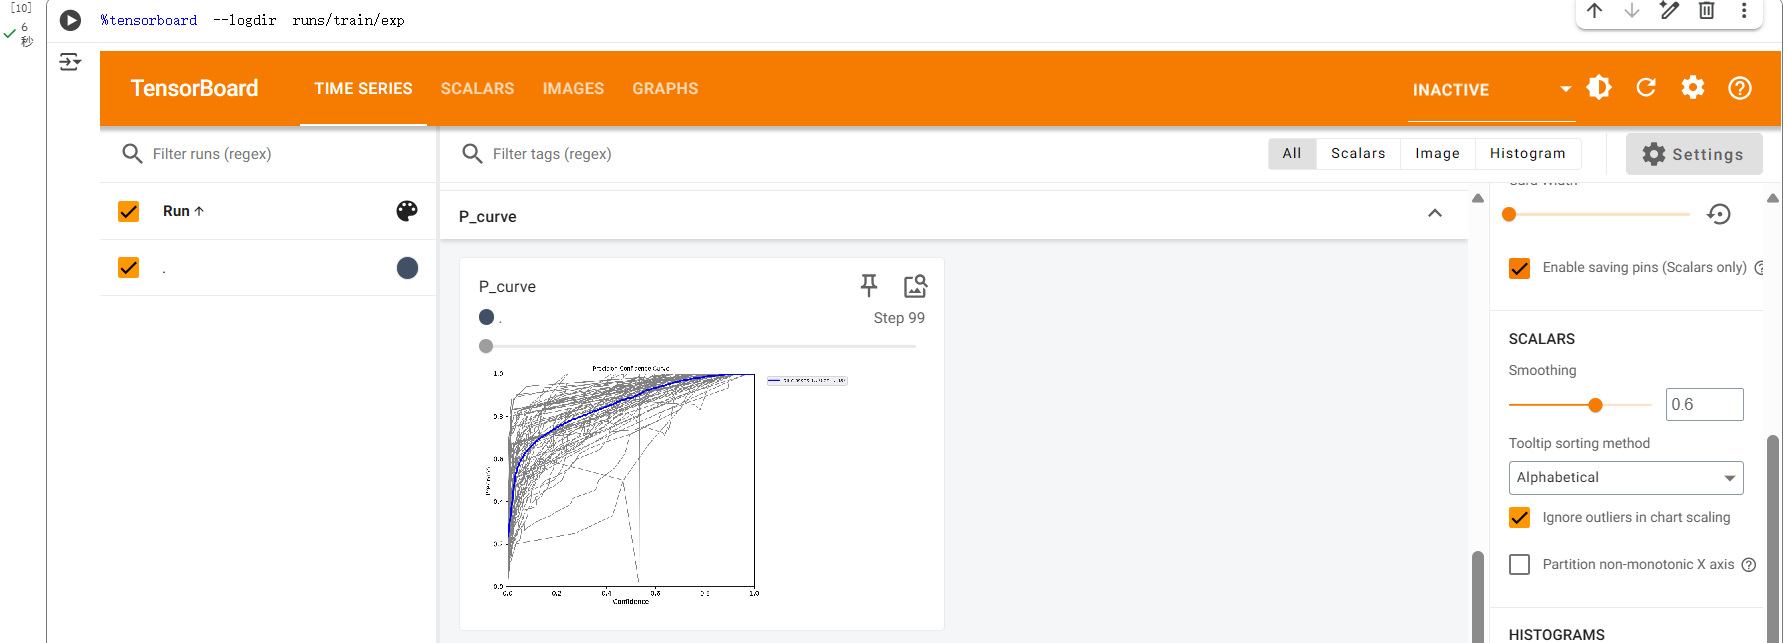 [10]
6
秒
%tensorboard --logdir runs/train/exp
TensorBoard
TIME SERIES
SCALARS
IMAGES
GRAPHS
INACTIVE
Filter runs (regex)
Filter tags (regex)
All
Scalars
Image
Histogram
Settings
Run
.
P_curve
P_curve
.
Step 99
Precision-Confidence Curve
1.0
0.8
0.6
0.4
0.2
0.0
Precision
0.0
0.2
0.4
0.6
0.8
1.0
Confidence
Card Width
Enable saving pins (Scalars only)
SCALARS
Smoothing
0.6
Tooltip sorting method
Alphabetical
Ignore outliers in chart scaling
Partition non-monotonic X axis
HISTOGRAMS